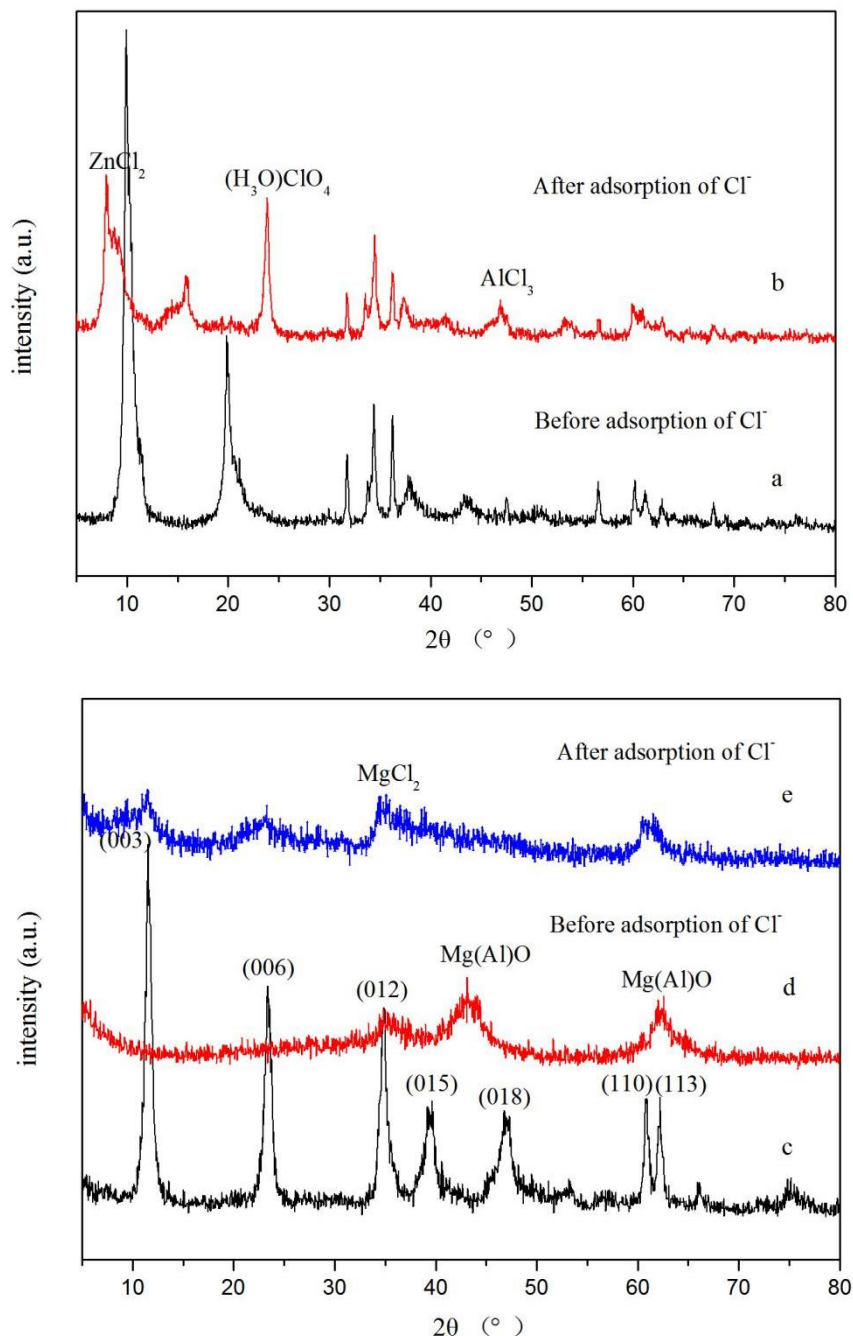 ZnCl₂
(H₃O)ClO₄
After adsorption of Cl⁻
AlCl₃
b
Before adsorption of Cl⁻
a
intensity (a.u.)
10 20 30 40 50 60 70 80
2θ （°）
After adsorption of Cl⁻
MgCl₂
e
(003)
Before adsorption of Cl⁻
Mg(Al)O
(006)
Mg(Al)O
d
(012)
(015)
(018)
(110)
(113)
c
intensity (a.u.)
10 20 30 40 50 60 70 80
2θ （°）